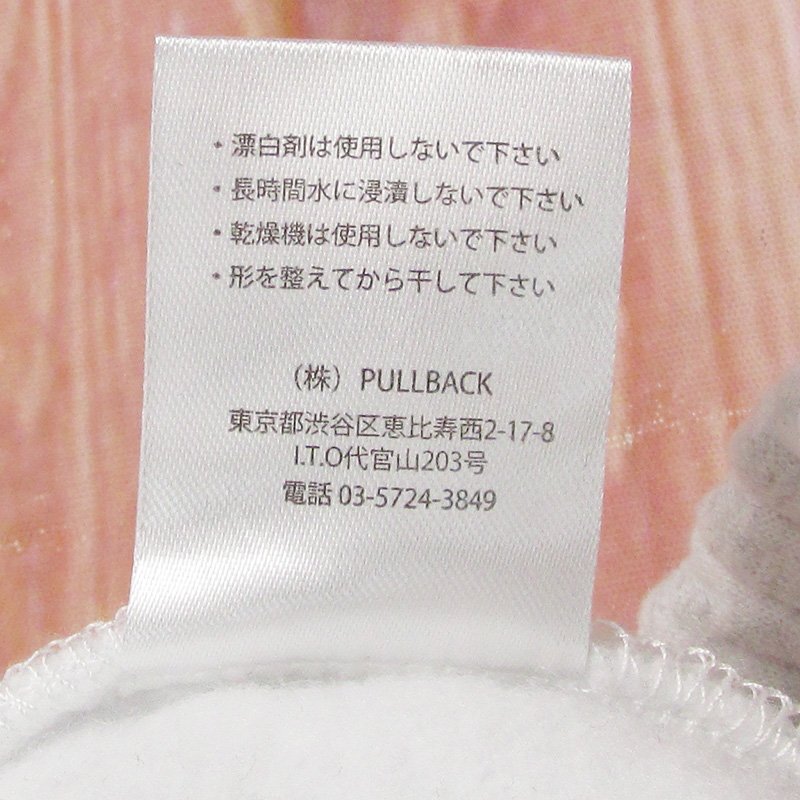 ・漂白剤は使用しないで下さい
・長時間水に浸漬しないで下さい
・乾燥機は使用しないで下さい
・形を整えてから干して下さい
（株）PULLBACK
東京都渋谷区恵比寿西2-17-8
I.T.O代官山203号
電話 03-5724-3849